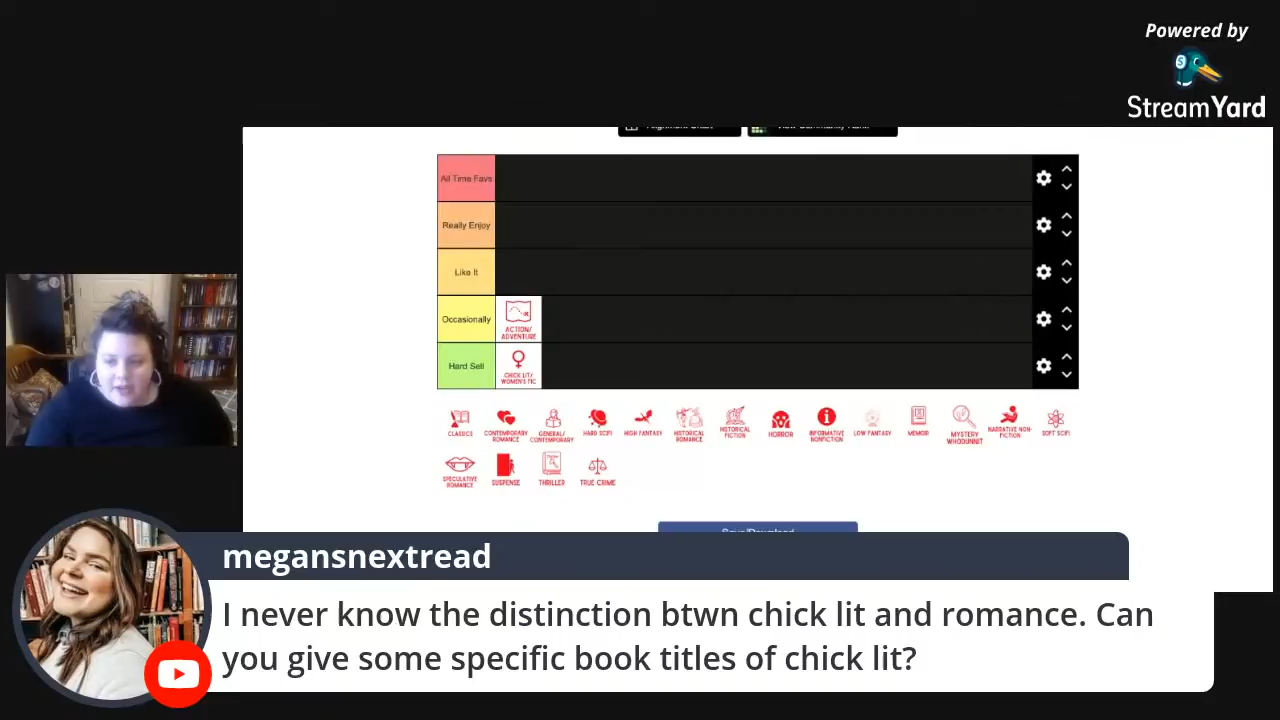 Powered by
StreamYard
All Time Favs
Really Enjoy
Like It
Occasionally
ACTION/
ADVENTURE
Hard Sell
CHICK LIT/
WOMEN'S FIC
CLASSICS
CONTEMPORARY
ROMANCE
GENERAL/
CONTEMPORARY
HARD SCIFI
HIGH FANTASY
HISTORICAL
ROMANCE
HISTORICAL
FICTION
HORROR
INFORMATIVE
NONFICTION
LOW FANTASY
MEMOIR
MYSTERY
WHODUNNIT
NARRATIVE NON-
FICTION
SOFT SCIFI
SPECULATIVE
ROMANCE
SUSPENSE
THRILLER
TRUE CRIME
megansnextread
I never know the distinction btwn chick lit and romance. Can
you give some specific book titles of chick lit?